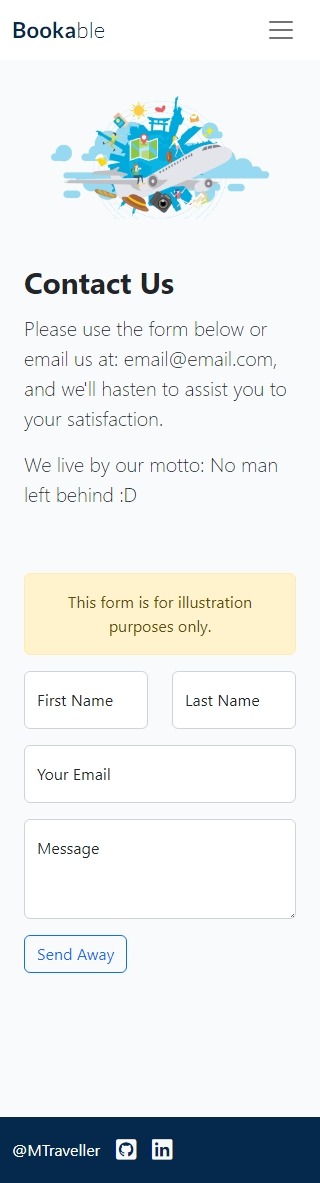 Bookable
Contact Us
Please use the form below or
email us at: email@email.com,
and we'll hasten to assist you to
your satisfaction.
We live by our motto: No man
left behind :D
This form is for illustration
purposes only.
First Name
Last Name
Your Email
Message
Send Away
@MTraveller